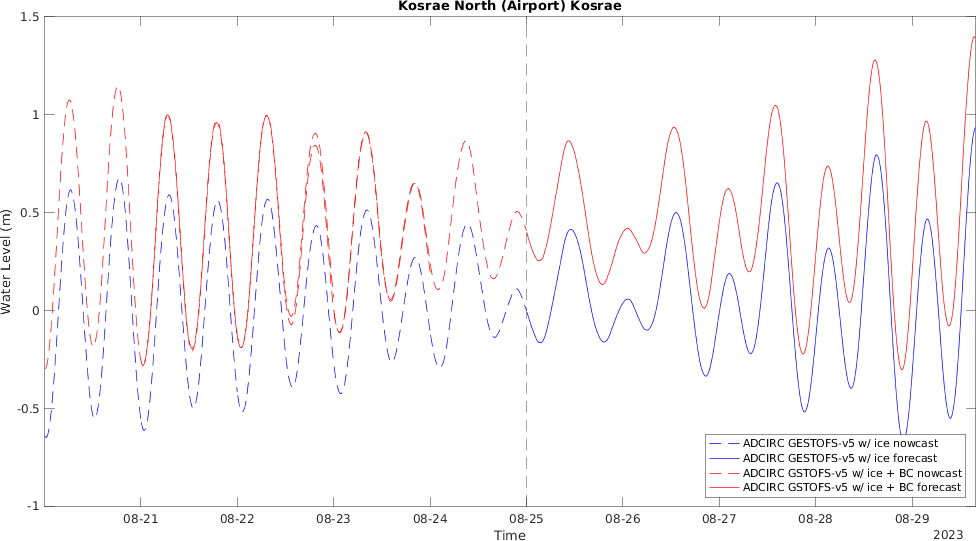 Kosrae North (Airport) Kosrae
Water Level (m)
1.5
1
0.5
0
-0.5
-1
08-21 08-22 08-23 08-24 08-25 08-26 08-27 08-28 08-29
Time
2023
ADCIRC GESTOFS-v5 w/ ice nowcast
ADCIRC GESTOFS-v5 w/ ice forecast
ADCIRC GSTOFS-v5 w/ ice + BC nowcast
ADCIRC GSTOFS-v5 w/ ice + BC forecast